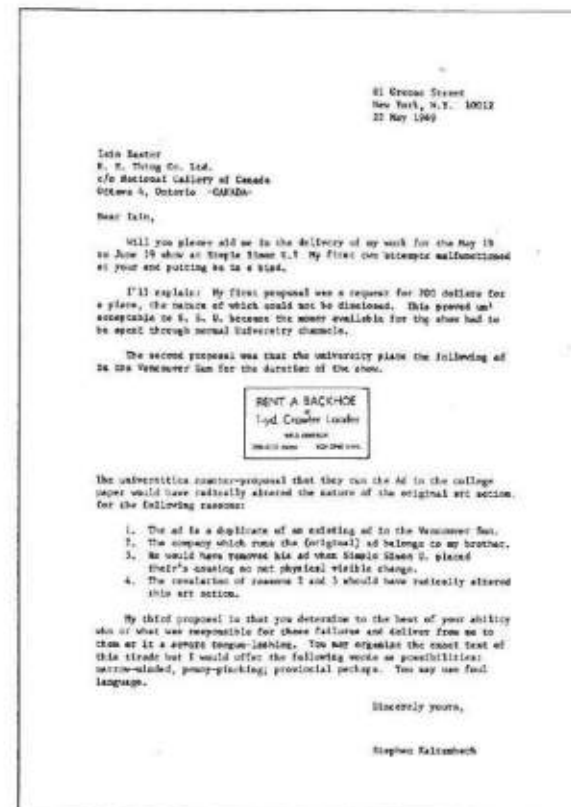 81 Greene Street
New York, N.Y. 10012
22 May 1969
Iain Baxter
N. E. Thing Co. Ltd.
c/o National Gallery of Canada
Ottawa 4, Ontario -CANADA-
Dear Iain,
Will you please aid me in the delivery of my work for the May 19
to June 19 show at Simple Simen U.? My first two attempts malfunctioned
at your end putting me in a bind.
I'll explain: My first proposal was a request for 200 dollars for
a piece, the nature of which could not be disclosed. This proved un'
acceptable to S. S. U. because the money available for the show had to
be spent through normal University channels.
The second proposal was that the university place the following ad
in the Vancouver Sun for the duration of the show.
RENT A BACKHOE
1-yd. Crawler Loader
The universities counter-proposal that they run the Ad in the college
paper would have radically altered the nature of the original art action
for the following reasons:
1. The ad is a duplicate of an existing ad in the Vancouver Sun.
2. The company which runs the (original) ad belongs to my brother.
3. He would have removed his ad when Simple Simen U. placed
their's causing no net physical visible change.
4. The revelation of reasons 2 and 3 should have radically altered
this art action.
My third proposal is that you determine to the best of your ability
who or what was responsible for these failures and deliver from me to
them or it a severe tongue-lashing. You may organize the exact text of
this tirade but I would offer the following words as possibilities:
narrow-minded, penny-pinching, provincial perhaps. You may use foul
language.
Sincerely yours,
Stephen Kaltenbach